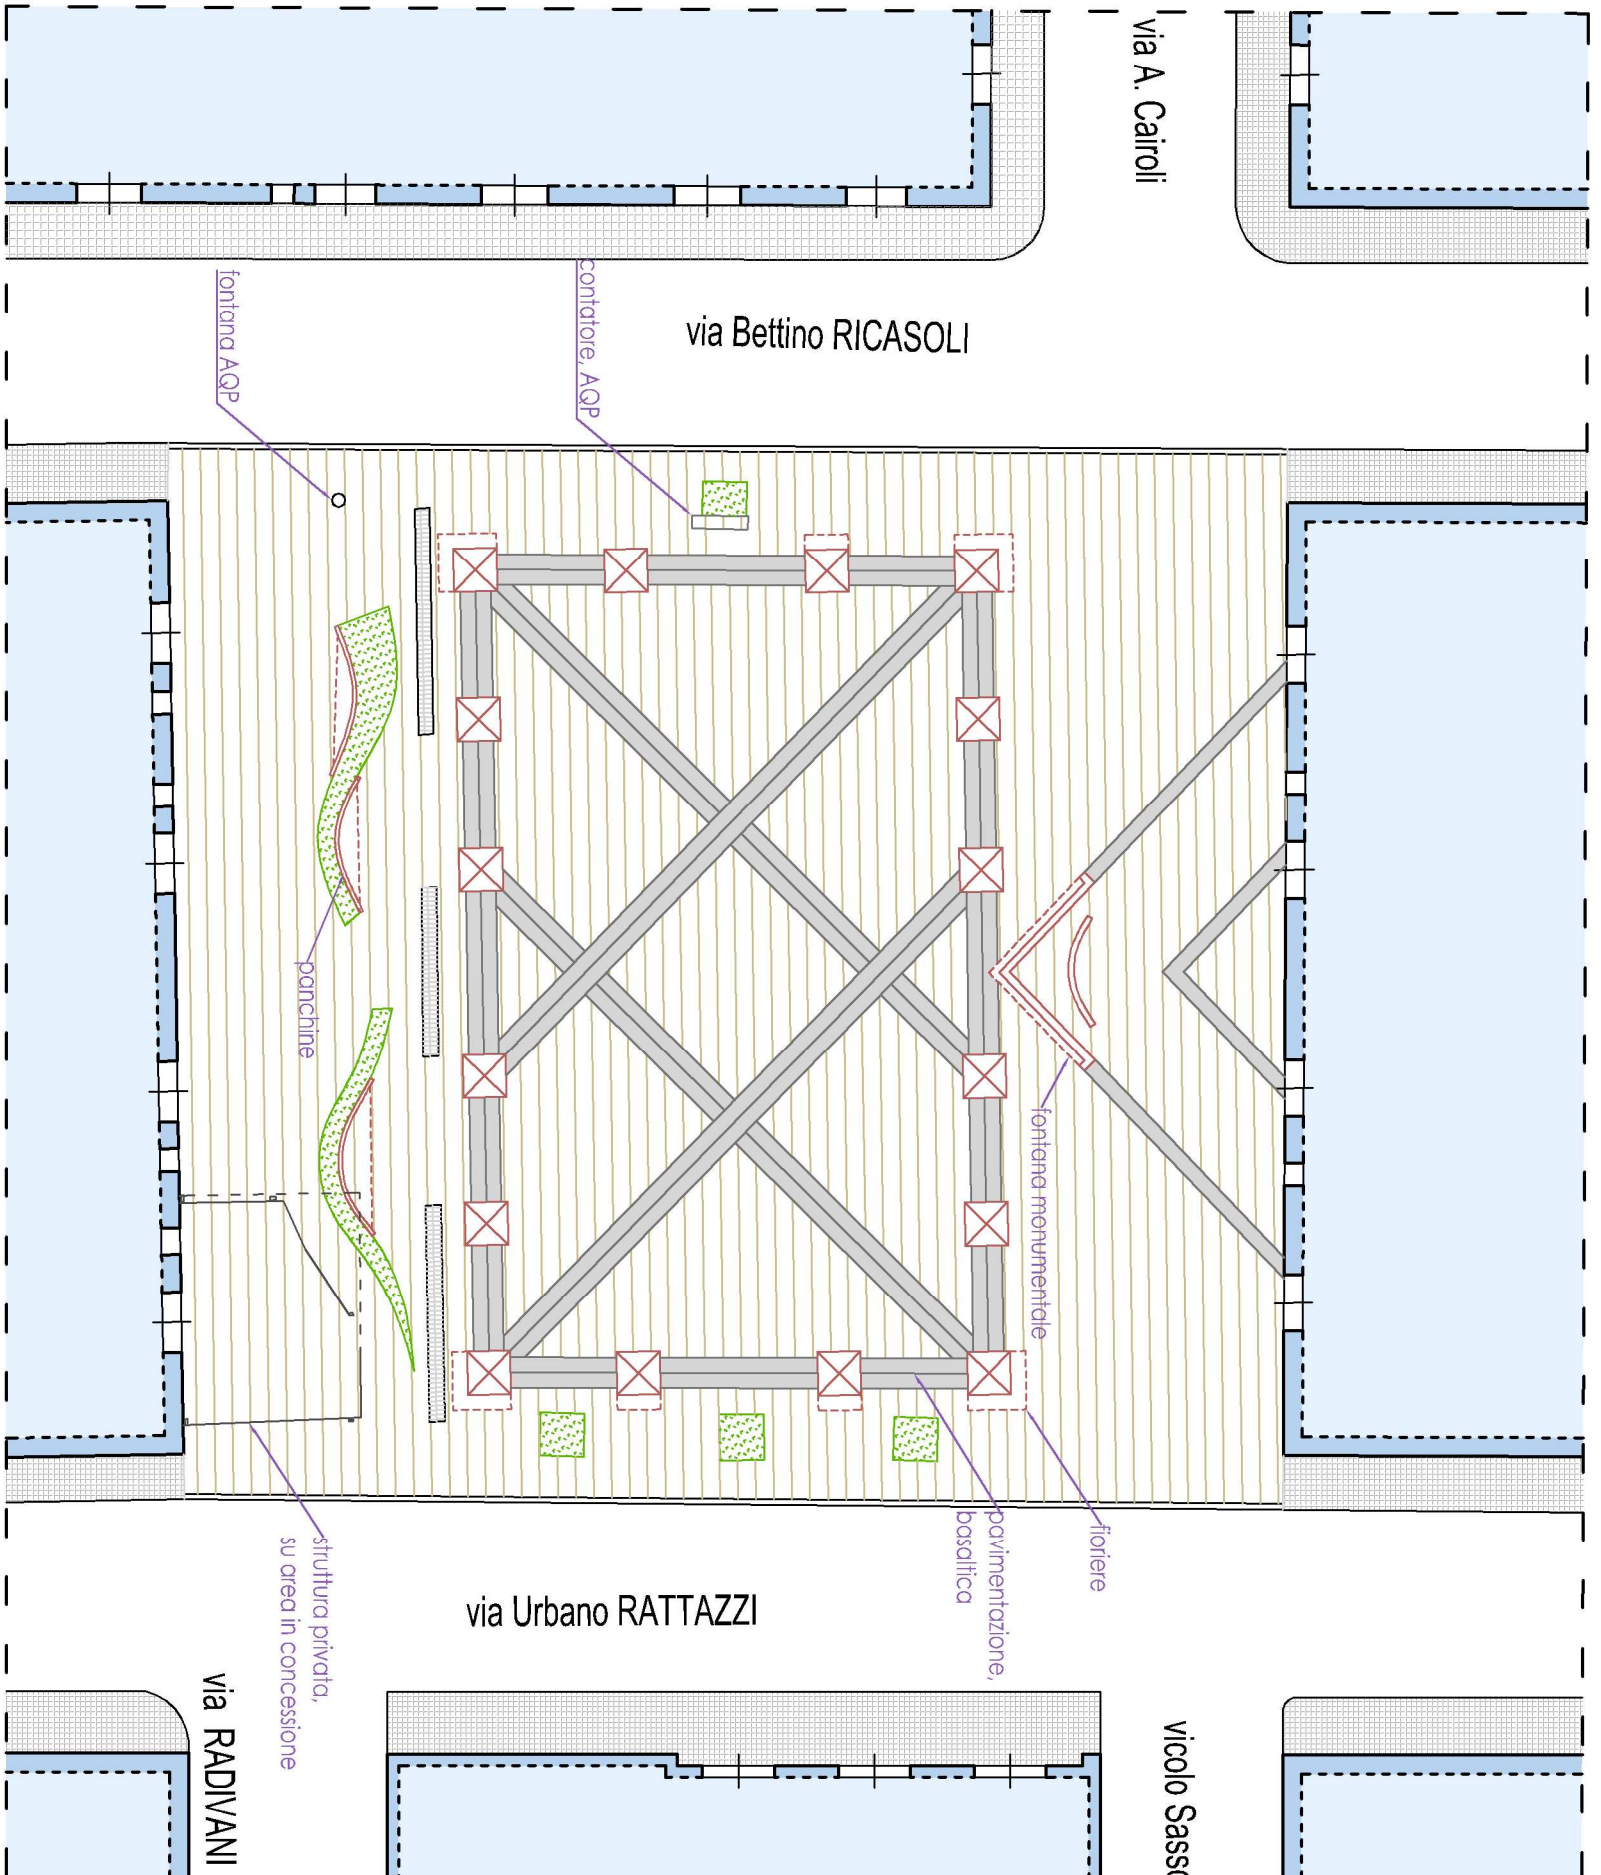 via A. Cairoli
via Bettino RICASOLI
fontana AQP
contatore, AQP
panchine
fontana monumentale
fioriere
pavimentazione,
basaltica
struttura privata,
su area in concessione
via Urbano RATTAZZI
via RADIVANI
vicolo